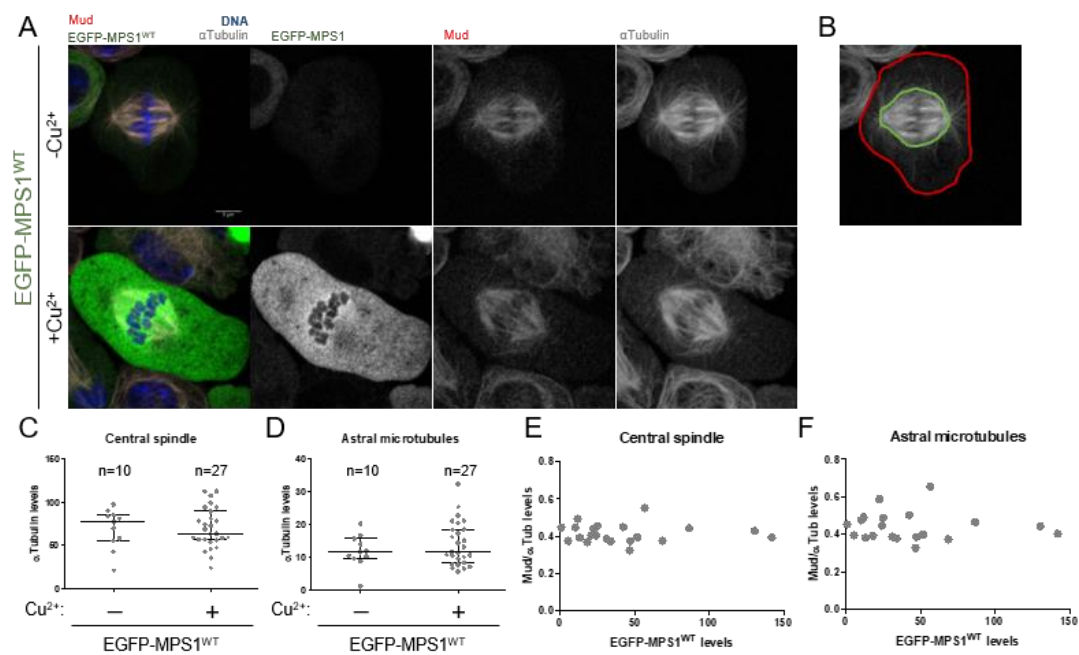 A
Mud
EGFP-MPS1WT
DNA
αTubulin
EGFP-MPS1
Mud
αTubulin
B
EGFP-MPS1WT
-Cu2+
+Cu2+
C
Central spindle
n=10
n=27
αTubulin levels
150
100
50
0
Cu2+:
–
+
EGFP-MPS1WT
D
Astral microtubules
n=10
n=27
αTubulin levels
40
30
20
10
0
Cu2+:
–
+
EGFP-MPS1WT
E
Central spindle
Mud/αTub levels
0.8
0.6
0.4
0.2
0.0
0
50
100
150
EGFP-MPS1WT levels
F
Astral microtubules
Mud/αTub levels
0.8
0.6
0.4
0.2
0.0
0
50
100
150
EGFP-MPS1WT levels